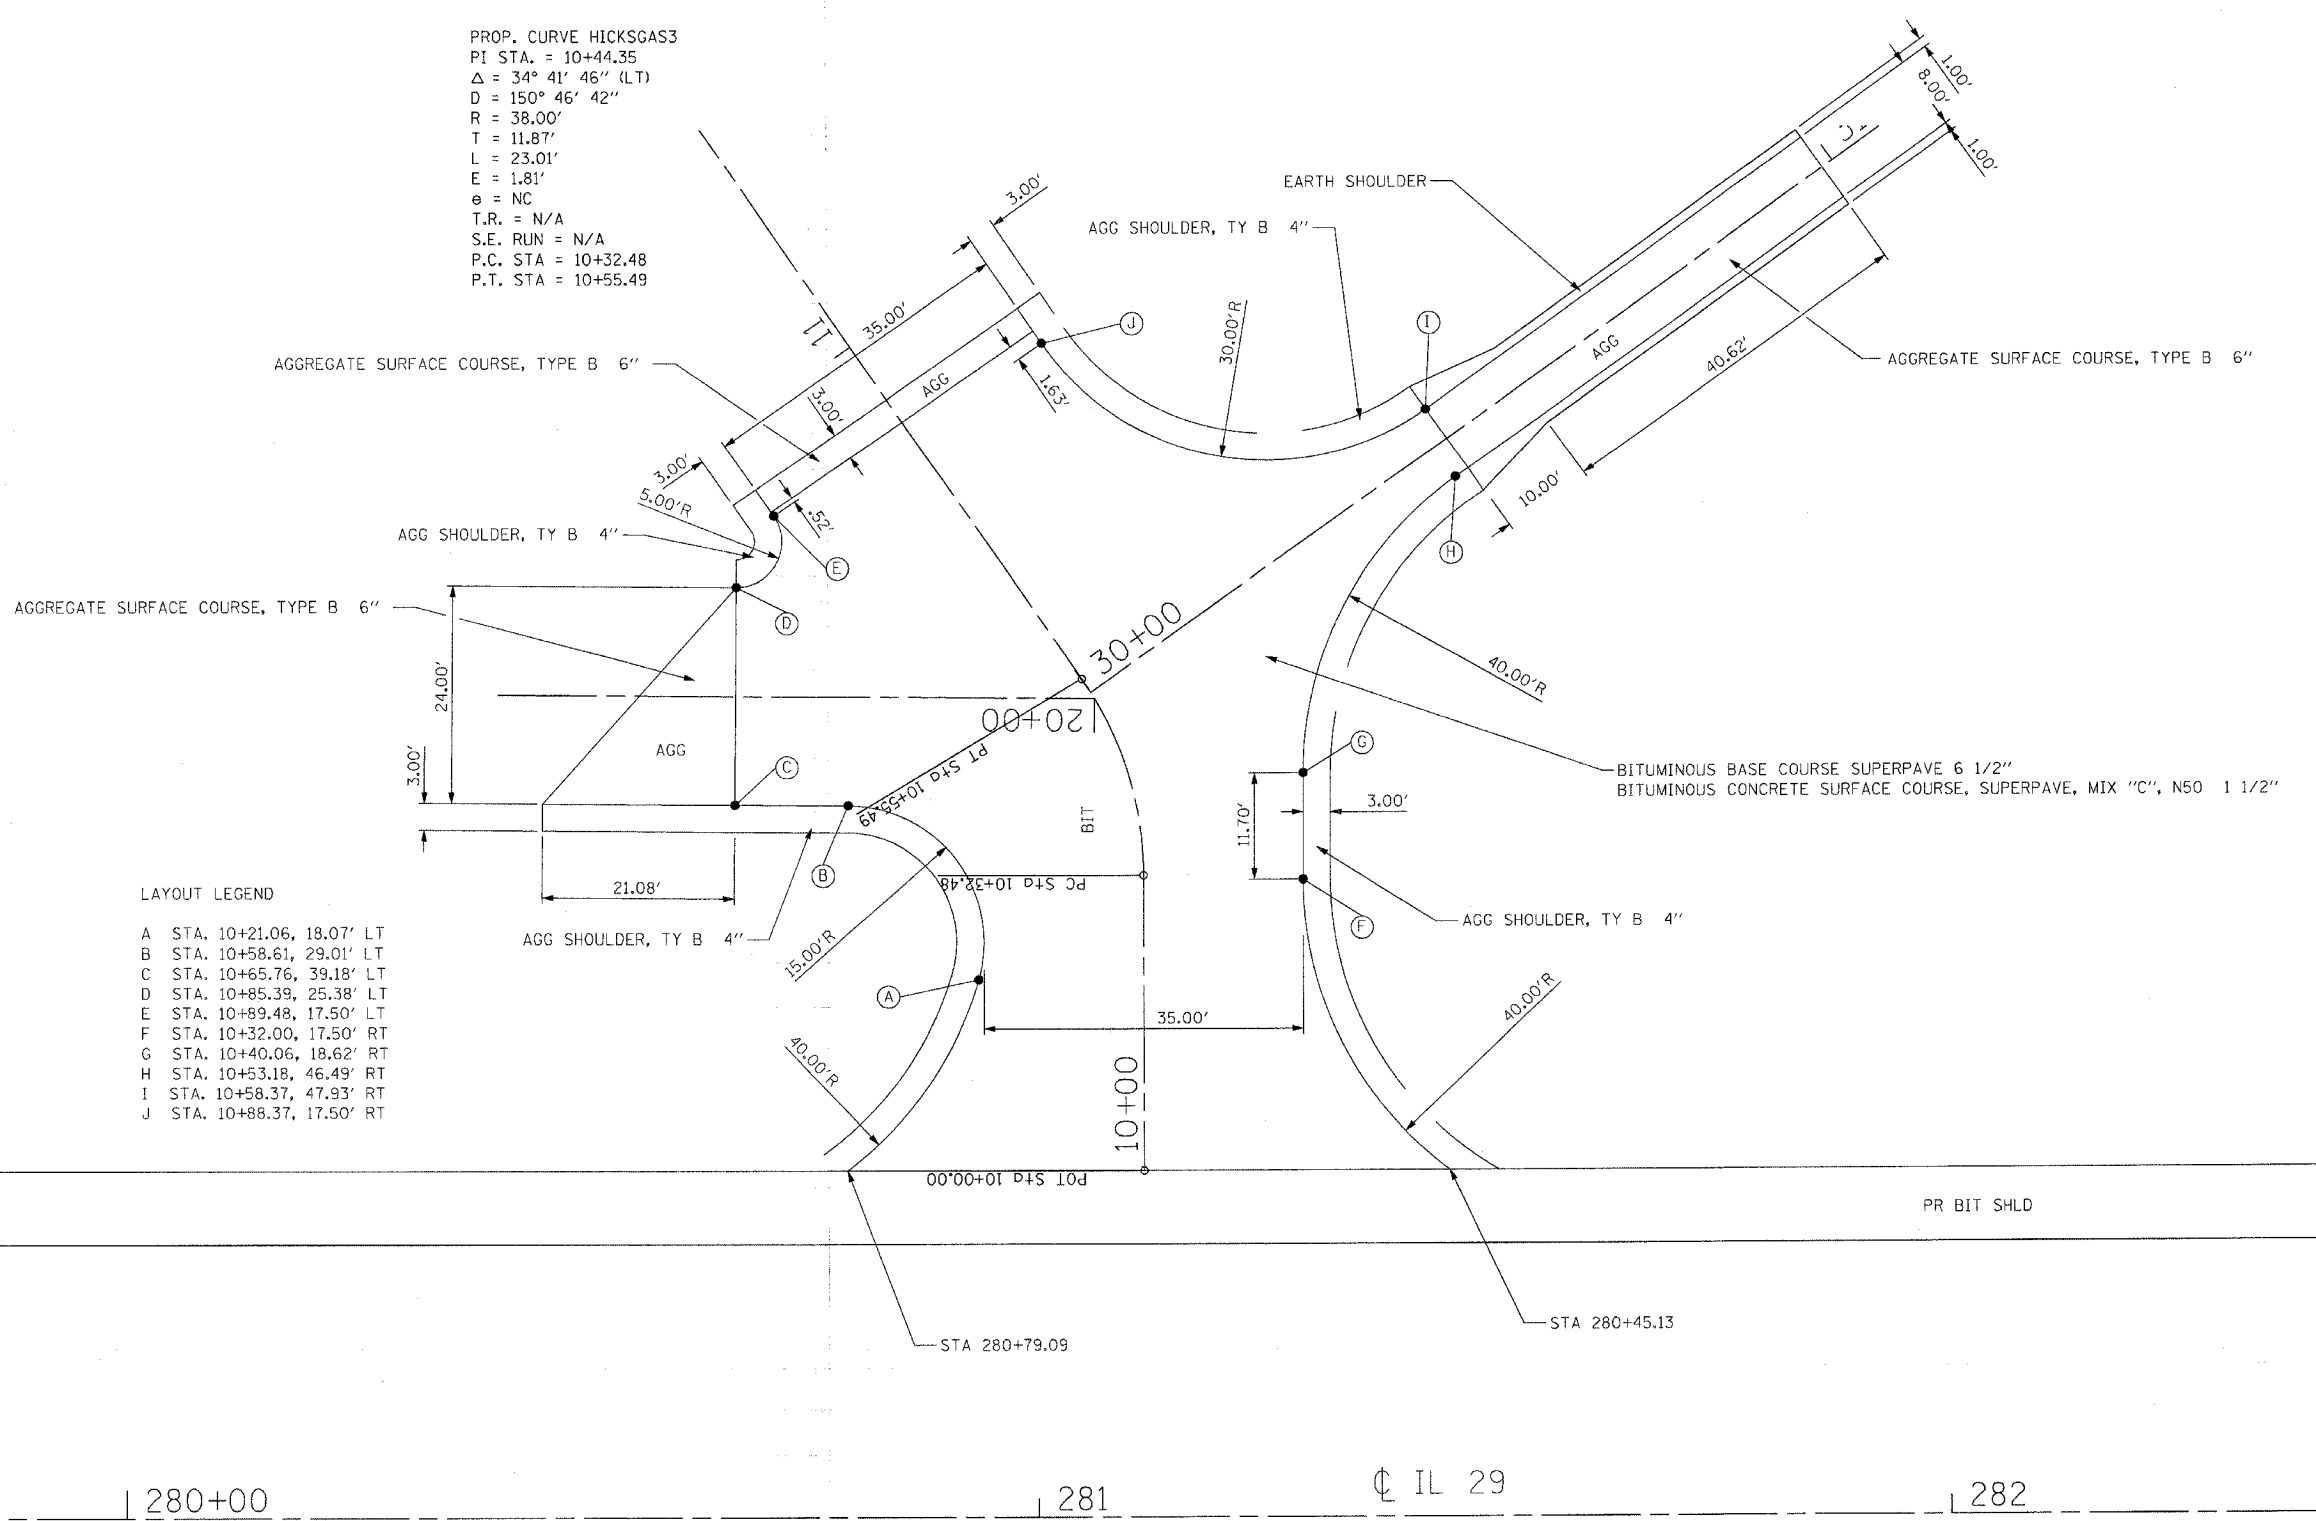 PROP. CURVE HICKSGAS3
PI STA. = 10+44.35
Δ = 34° 41' 46" (LT)
D = 150° 46' 42"
R = 38.00'
T = 11.87'
L = 23.01'
E = 1.81'
e = NC
T.R. = N/A
S.E. RUN = N/A
P.C. STA = 10+32.48
P.T. STA = 10+55.49
1.00'
8.00'
1.00'
3.00'
EARTH SHOULDER
AGG SHOULDER, TY B 4"
11
35.00'
J
30.00'R
I
AGG
40.62'
AGGREGATE SURFACE COURSE, TYPE B 6"
AGGREGATE SURFACE COURSE, TYPE B 6"
AGG
3.00'
1.63'
3.00'
5.00'R
.52'
10.00'
AGG SHOULDER, TY B 4"
E
H
AGGREGATE SURFACE COURSE, TYPE B 6"
D
24.00'
30+00
40.00'R
20+00
AGG
PT Sta 10+55.49
G
3.00'
C
BITUMINOUS BASE COURSE SUPERPAVE 6 1/2"
BITUMINOUS CONCRETE SURFACE COURSE, SUPERPAVE, MIX "C", N50 1 1/2"
BIT
11.70'
3.00'
B
PC Sta 10+32.48
21.08'
AGG SHOULDER, TY B 4"
F
AGG SHOULDER, TY B 4"
15.00'R
A
35.00'
40.00'R
40.00'R
LAYOUT LEGEND
A STA. 10+21.06, 18.07' LT
B STA. 10+58.61, 29.01' LT
C STA. 10+65.76, 39.18' LT
D STA. 10+85.39, 25.38' LT
E STA. 10+89.48, 17.50' LT
F STA. 10+32.00, 17.50' RT
G STA. 10+40.06, 18.62' RT
H STA. 10+53.18, 46.49' RT
I STA. 10+58.37, 47.93' RT
J STA. 10+88.37, 17.50' RT
10+00
POT Sta 10+00.00
PR BIT SHLD
STA 280+79.09
STA 280+45.13
℄ IL 29
280+00
281
282